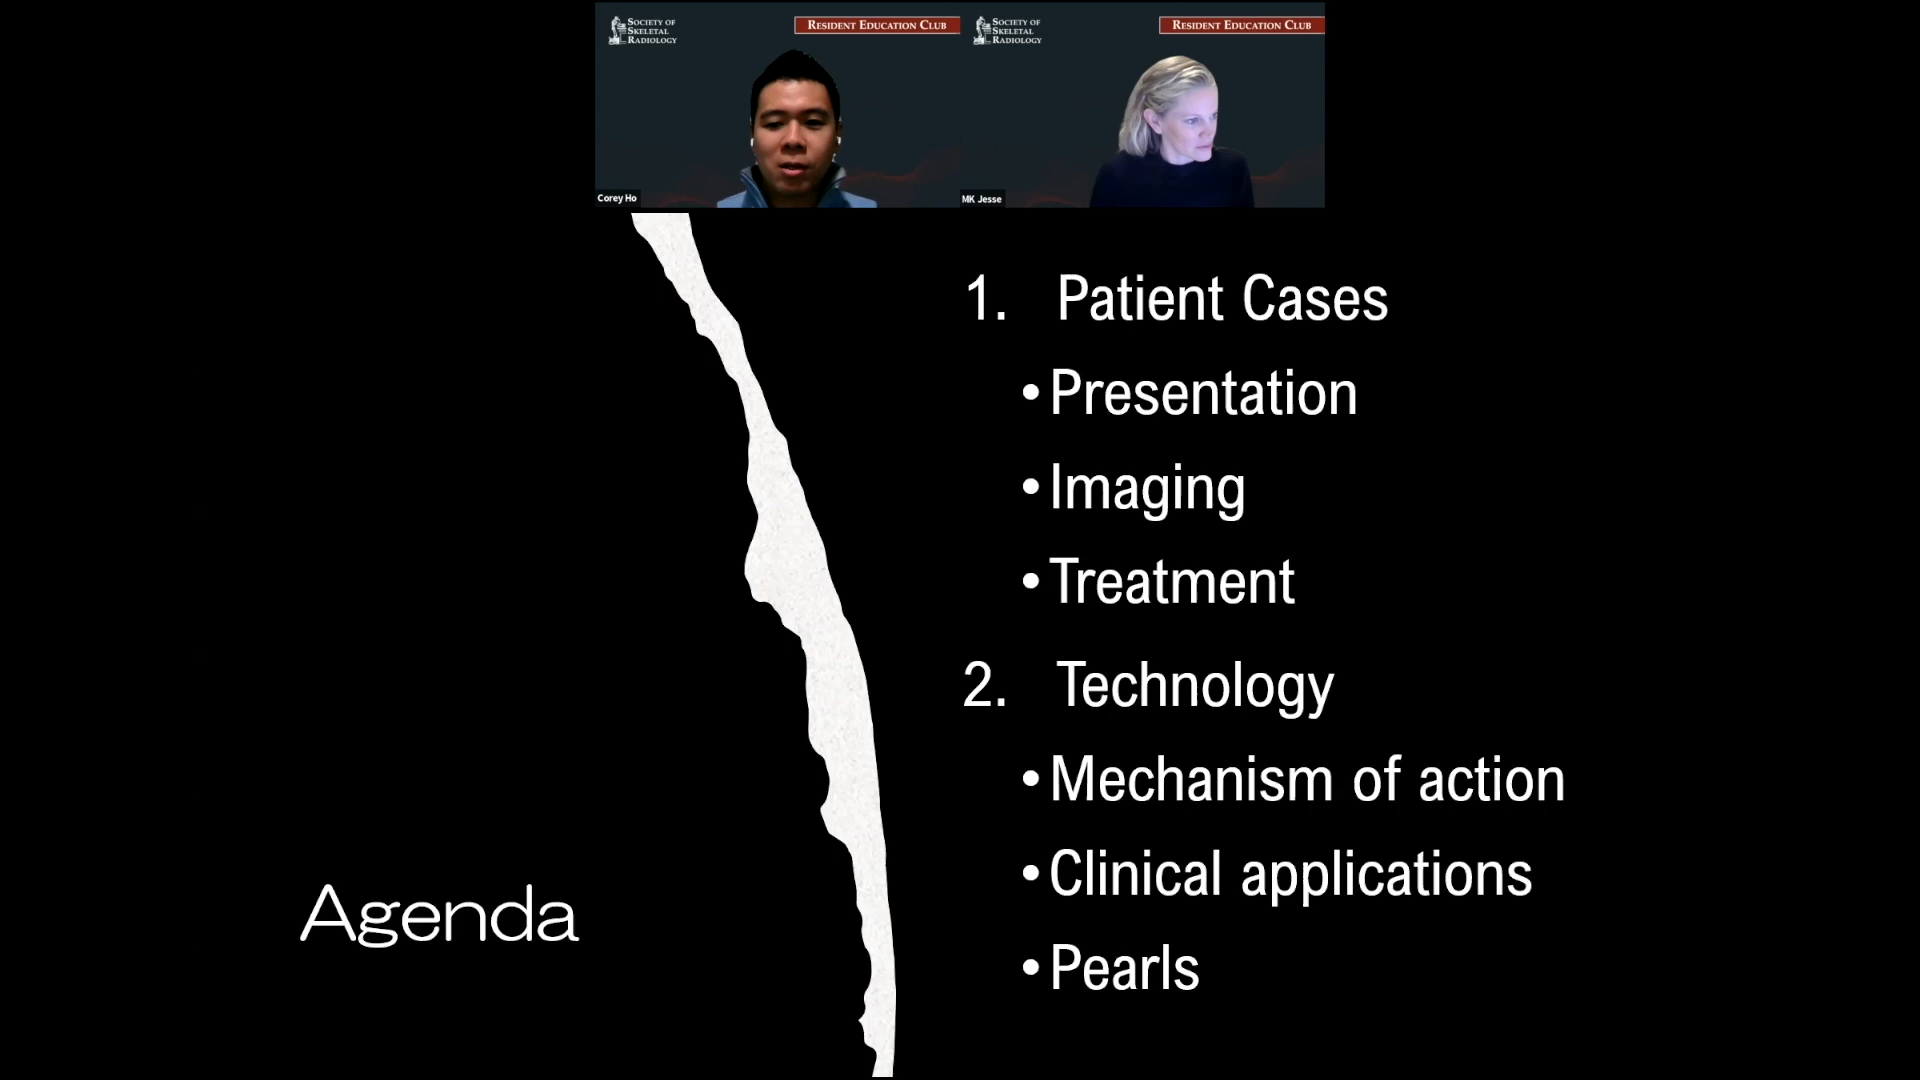 SOCIETY OF
SKELETAL
RADIOLOGY
RESIDENT EDUCATION CLUB
Corey Ho
SOCIETY OF
SKELETAL
RADIOLOGY
RESIDENT EDUCATION CLUB
MK Jesse
Agenda
1. Patient Cases
•Presentation
•Imaging
•Treatment
2. Technology
•Mechanism of action
•Clinical applications
•Pearls